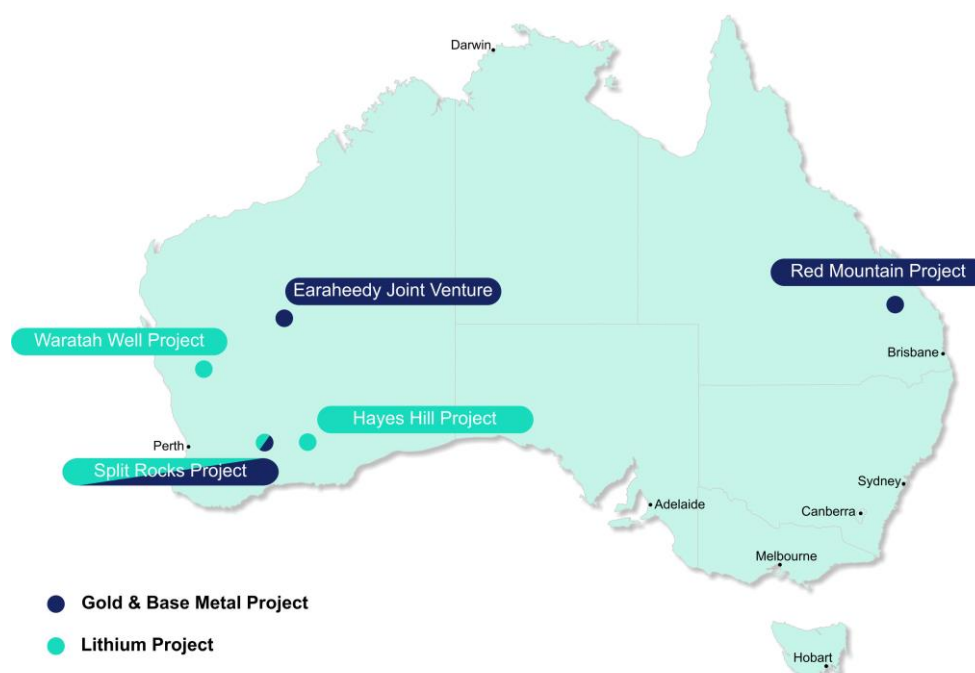 Darwin
Red Mountain Project
Earaheedy Joint Venture
Waratah Well Project
Brisbane
Hayes Hill Project
Perth
Split Rocks Project
Sydney
Adelaide
Canberra
Melbourne
Gold & Base Metal Project
Lithium Project
Hobart